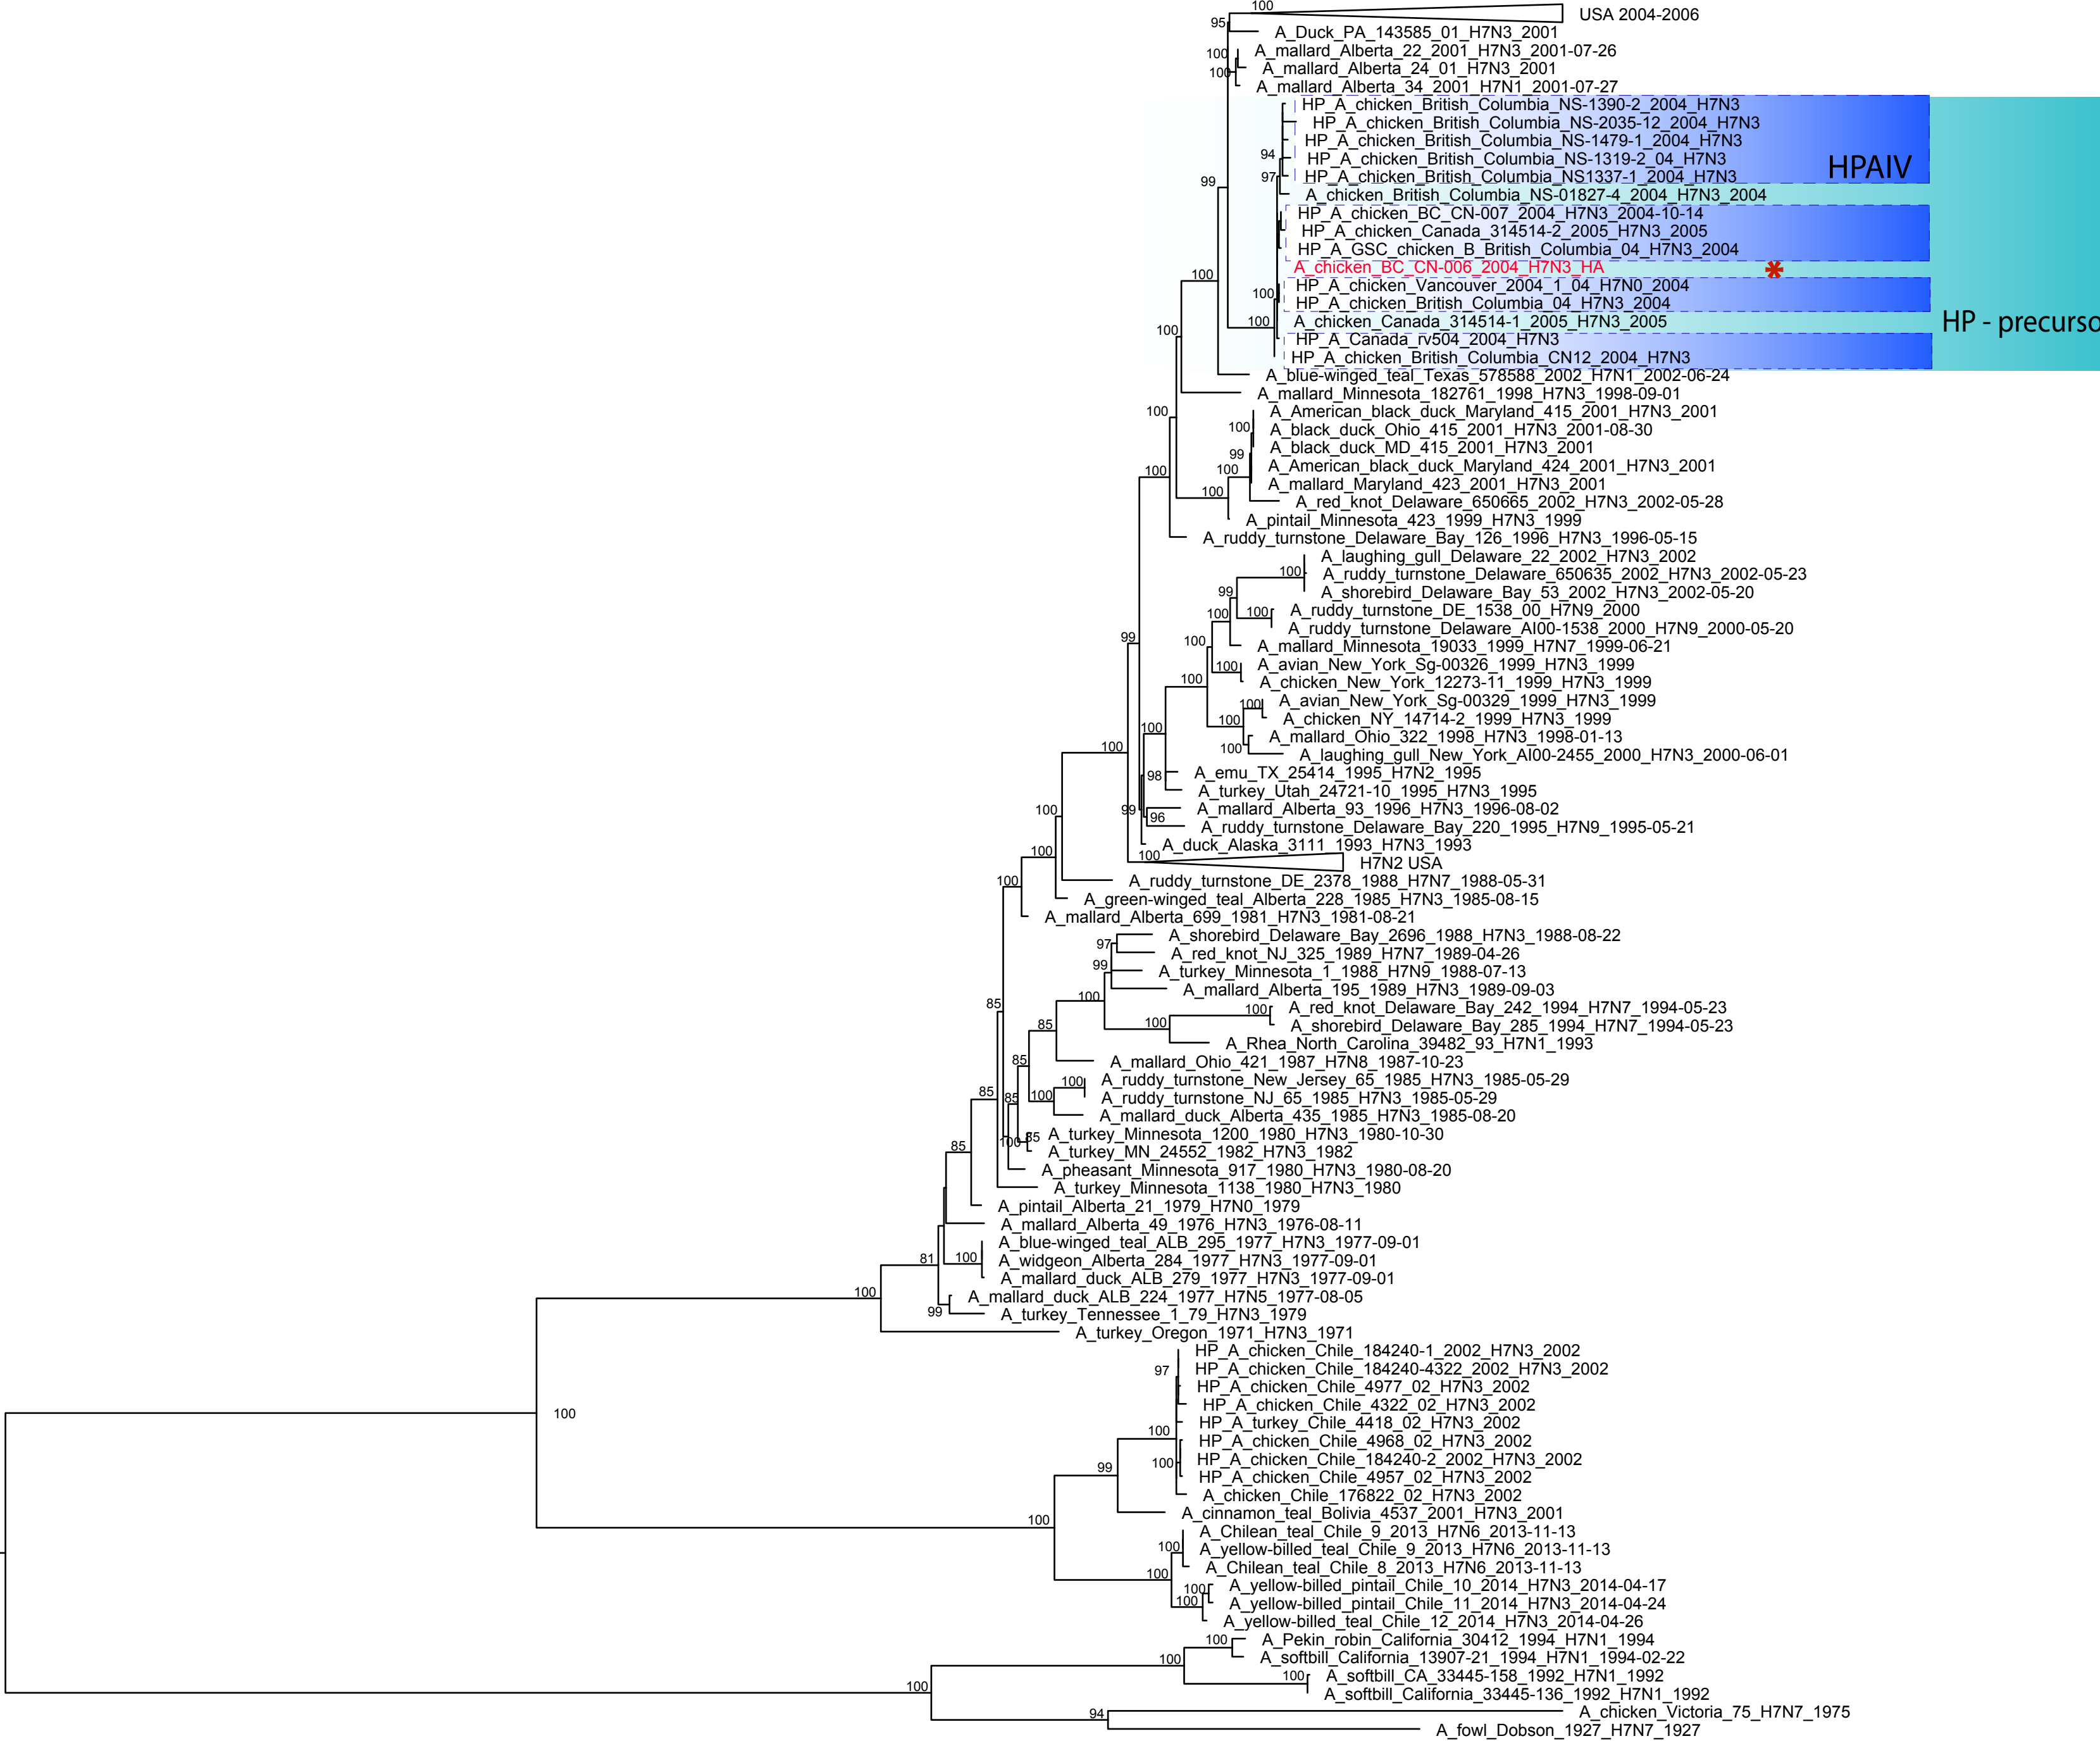 100
USA 2004-2006
95
A_Duck_PA_143585_01_H7N3_2001
100
A_mallard_Alberta_22_2001_H7N3_2001-07-26
100
A_mallard_Alberta_24_01_H7N3_2001
A_mallard_Alberta_34_2001_H7N1_2001-07-27
HP_A_chicken_British_Columbia_NS-1390-2_2004_H7N3
HP_A_chicken_British_Columbia_NS-2035-12_2004_H7N3
HP_A_chicken_British_Columbia_NS-1479-1_2004_H7N3
94
HP_A_chicken_British_Columbia_NS-1319-2_04_H7N3
HPAIV
97
HP_A_chicken_British_Columbia_NS1337-1_2004_H7N3
99
A_chicken_British_Columbia_NS-01827-4_2004_H7N3_2004
HP_A_chicken_BC_CN-007_2004_H7N3_2004-10-14
HP_A_chicken_Canada_314514-2_2005_H7N3_2005
HP_A_GSC_chicken_B_British_Columbia_04_H7N3_2004
A_chicken_BC_CN-006_2004_H7N3_HA
*
100
HP_A_chicken_Vancouver_2004_1_04_H7N0_2004
100
HP_A_chicken_British_Columbia_04_H7N3_2004
100
A_chicken_Canada_314514-1_2005_H7N3_2005
HP - precurso
100
HP_A_Canada_rv504_2004_H7N3
HP_A_chicken_British_Columbia_CN12_2004_H7N3
A_blue-winged_teal_Texas_578588_2002_H7N1_2002-06-24
A_mallard_Minnesota_182761_1998_H7N3_1998-09-01
100
A_American_black_duck_Maryland_415_2001_H7N3_2001
100
A_black_duck_Ohio_415_2001_H7N3_2001-08-30
A_black_duck_MD_415_2001_H7N3_2001
99
100
100
A_American_black_duck_Maryland_424_2001_H7N3_2001
A_mallard_Maryland_423_2001_H7N3_2001
100
A_red_knot_Delaware_650665_2002_H7N3_2002-05-28
A_pintail_Minnesota_423_1999_H7N3_1999
A_ruddy_turnstone_Delaware_Bay_126_1996_H7N3_1996-05-15
A_laughing_gull_Delaware_22_2002_H7N3_2002
100
A_ruddy_turnstone_Delaware_650635_2002_H7N3_2002-05-23
99
A_shorebird_Delaware_Bay_53_2002_H7N3_2002-05-20
100
100
A_ruddy_turnstone_DE_1538_00_H7N9_2000
A_ruddy_turnstone_Delaware_AI00-1538_2000_H7N9_2000-05-20
99
100
A_mallard_Minnesota_19033_1999_H7N7_1999-06-21
100
A_avian_New_York_Sg-00326_1999_H7N3_1999
100
A_chicken_New_York_12273-11_1999_H7N3_1999
100
A_avian_New_York_Sg-00329_1999_H7N3_1999
100
A_chicken_NY_14714-2_1999_H7N3_1999
100
A_mallard_Ohio_322_1998_H7N3_1998-01-13
100
100
A_laughing_gull_New_York_AI00-2455_2000_H7N3_2000-06-01
98
A_emu_TX_25414_1995_H7N2_1995
A_turkey_Utah_24721-10_1995_H7N3_1995
100
99
A_mallard_Alberta_93_1996_H7N3_1996-08-02
96
A_ruddy_turnstone_Delaware_Bay_220_1995_H7N9_1995-05-21
A_duck_Alaska_3111_1993_H7N3_1993
100
100
H7N2 USA
100
A_ruddy_turnstone_DE_2378_1988_H7N7_1988-05-31
A_green-winged_teal_Alberta_228_1985_H7N3_1985-08-15
A_mallard_Alberta_699_1981_H7N3_1981-08-21
A_shorebird_Delaware_Bay_2696_1988_H7N3_1988-08-22
97
A_red_knot_NJ_325_1989_H7N7_1989-04-26
99
A_turkey_Minnesota_1_1988_H7N9_1988-07-13
A_mallard_Alberta_195_1989_H7N3_1989-09-03
85
100
100
A_red_knot_Delaware_Bay_242_1994_H7N7_1994-05-23
85
100
A_shorebird_Delaware_Bay_285_1994_H7N7_1994-05-23
A_Rhea_North_Carolina_39482_93_H7N1_1993
85
A_mallard_Ohio_421_1987_H7N8_1987-10-23
100
A_ruddy_turnstone_New_Jersey_65_1985_H7N3_1985-05-29
85
85
100
A_ruddy_turnstone_NJ_65_1985_H7N3_1985-05-29
A_mallard_duck_Alberta_435_1985_H7N3_1985-08-20
100
85
A_turkey_Minnesota_1200_1980_H7N3_1980-10-30
85
A_turkey_MN_24552_1982_H7N3_1982
A_pheasant_Minnesota_917_1980_H7N3_1980-08-20
A_turkey_Minnesota_1138_1980_H7N3_1980
A_pintail_Alberta_21_1979_H7N0_1979
A_mallard_Alberta_49_1976_H7N3_1976-08-11
A_blue-winged_teal_ALB_295_1977_H7N3_1977-09-01
81
100
A_widgeon_Alberta_284_1977_H7N3_1977-09-01
A_mallard_duck_ALB_279_1977_H7N3_1977-09-01
100
A_mallard_duck_ALB_224_1977_H7N5_1977-08-05
99
A_turkey_Tennessee_1_79_H7N3_1979
A_turkey_Oregon_1971_H7N3_1971
HP_A_chicken_Chile_184240-1_2002_H7N3_2002
97
HP_A_chicken_Chile_184240-4322_2002_H7N3_2002
HP_A_chicken_Chile_4977_02_H7N3_2002
HP_A_chicken_Chile_4322_02_H7N3_2002
100
HP_A_turkey_Chile_4418_02_H7N3_2002
100
HP_A_chicken_Chile_4968_02_H7N3_2002
99
100
HP_A_chicken_Chile_184240-2_2002_H7N3_2002
HP_A_chicken_Chile_4957_02_H7N3_2002
A_chicken_Chile_176822_02_H7N3_2002
100
A_cinnamon_teal_Bolivia_4537_2001_H7N3_2001
A_Chilean_teal_Chile_9_2013_H7N6_2013-11-13
100
A_yellow-billed_teal_Chile_9_2013_H7N6_2013-11-13
100
A_Chilean_teal_Chile_8_2013_H7N6_2013-11-13
100
A_yellow-billed_pintail_Chile_10_2014_H7N3_2014-04-17
100
A_yellow-billed_pintail_Chile_11_2014_H7N3_2014-04-24
A_yellow-billed_teal_Chile_12_2014_H7N3_2014-04-26
100
A_Pekin_robin_California_30412_1994_H7N1_1994
100
A_softbill_California_13907-21_1994_H7N1_1994-02-22
100
A_softbill_CA_33445-158_1992_H7N1_1992
100
A_softbill_California_33445-136_1992_H7N1_1992
94
A_chicken_Victoria_75_H7N7_1975
A_fowl_Dobson_1927_H7N7_1927